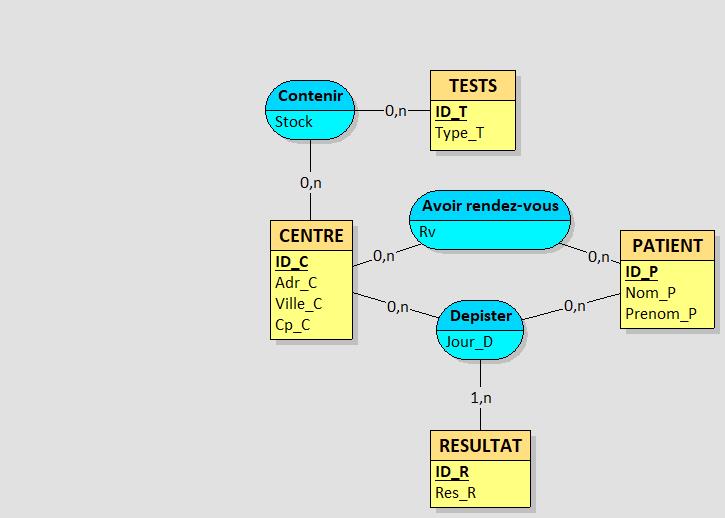 Contenir
Stock
0,n
TESTS
ID_T
Type_T
0,n
CENTRE
ID_C
Adr_C
Ville_C
Cp_C
Avoir rendez-vous
Rv
0,n
0,n
PATIENT
ID_P
Nom_P
Prenom_P
0,n
0,n
Depister
Jour_D
1,n
RESULTAT
ID_R
Res_R